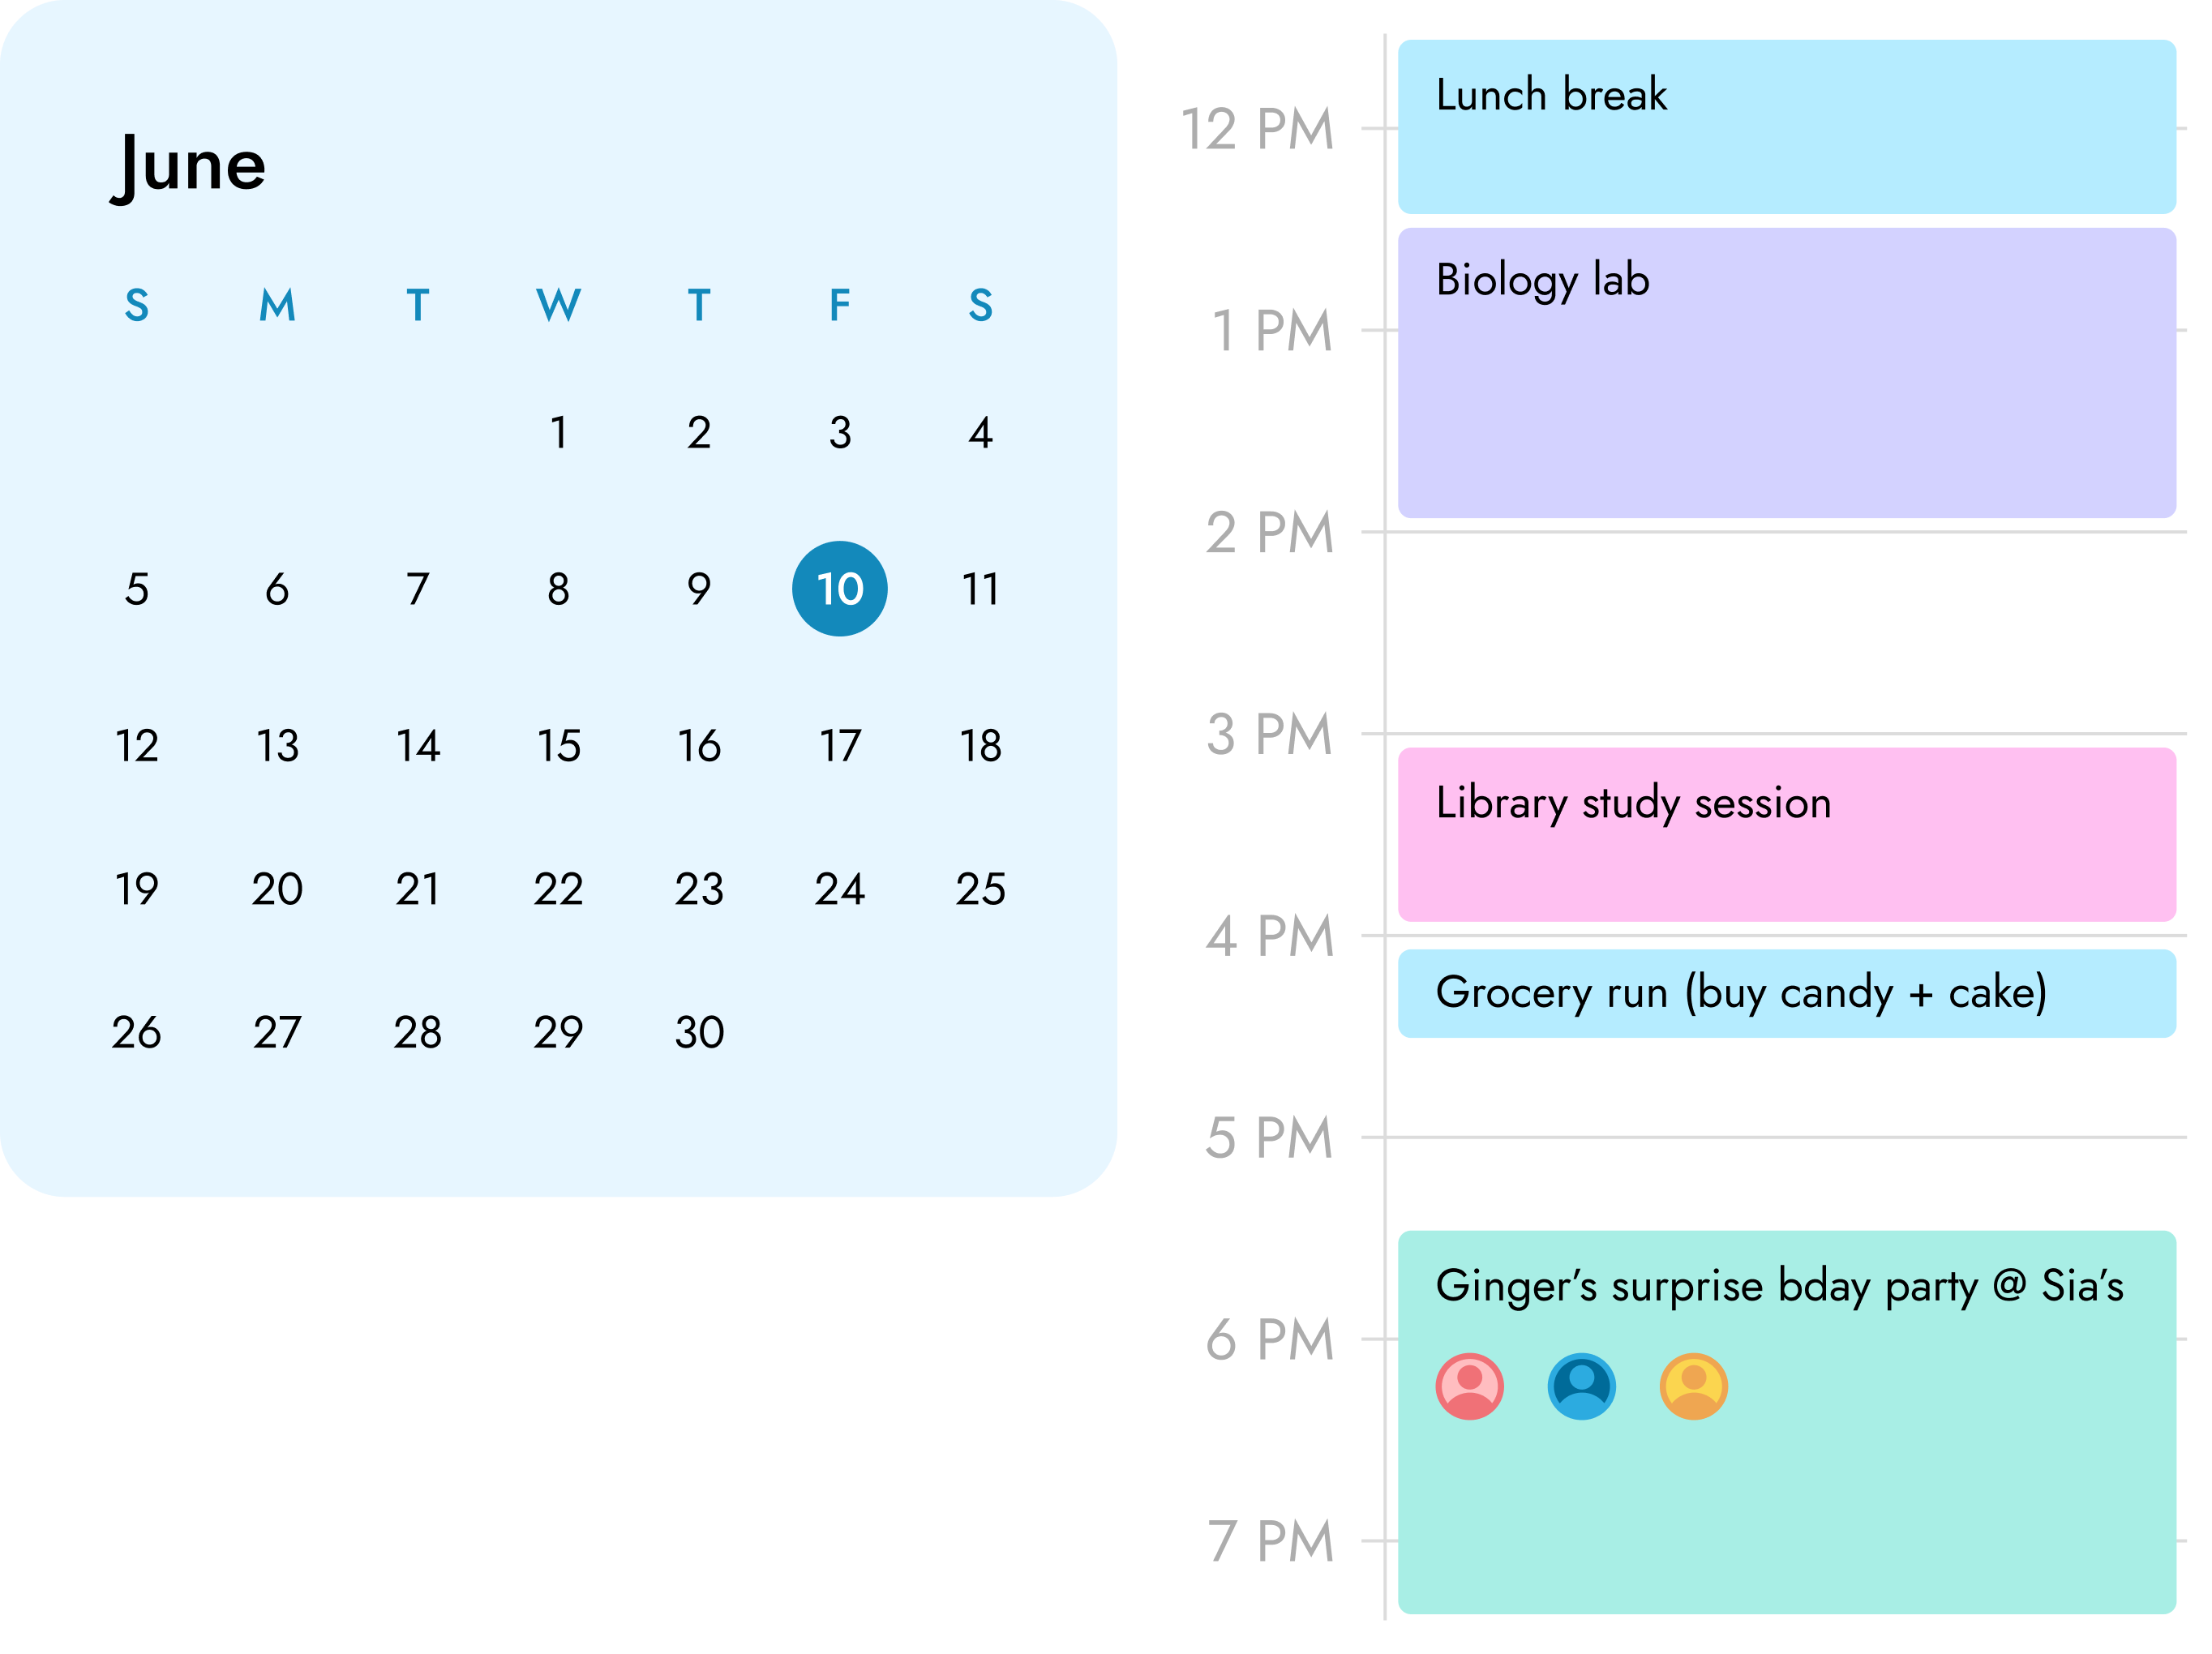 June
S M T W T F S
1 2 3 4
5 6 7 8 9 10 11
12 13 14 15 16 17 18
19 20 21 22 23 24 25
26 27 28 29 30
12 PM
Lunch break
Biology lab
1 PM
2 PM
3 PM
Library study session
4 PM
Grocery run (buy candy + cake)
5 PM
Ginger’s surprise bday party @ Sia’s
6 PM
7 PM